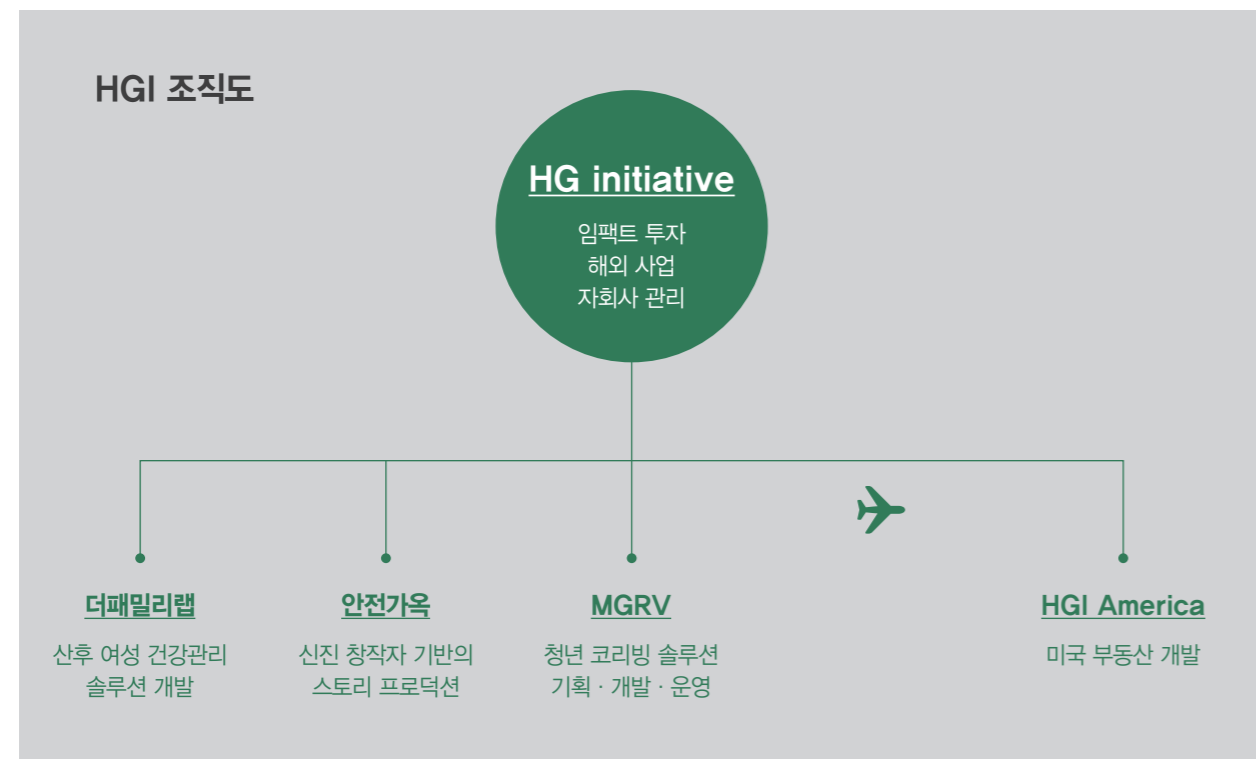 HGI 조직도
HG initiative
임팩트 투자
해외 사업
자회사 관리
더패밀리랩
산후 여성 건강관리
솔루션 개발
안전가옥
신진 창작자 기반의
스토리 프로덕션
MGRV
청년 코리빙 솔루션
기획 · 개발 · 운영
HGI America
미국 부동산 개발